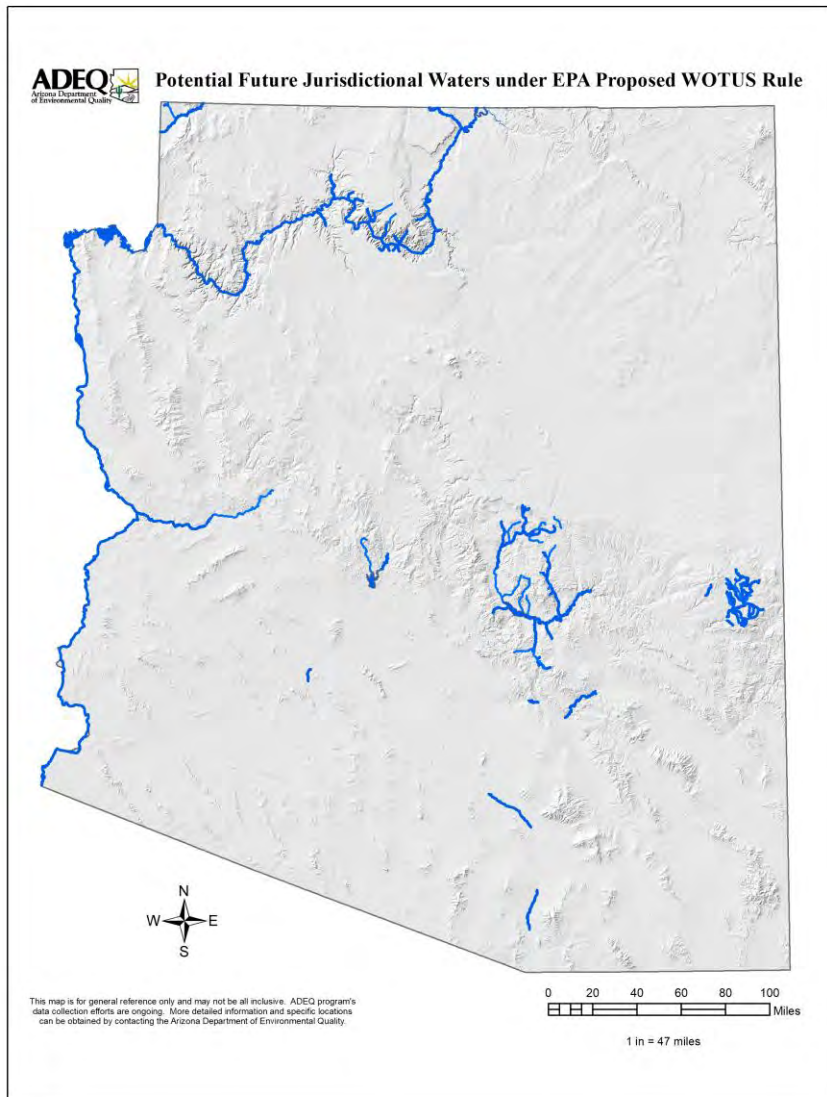 ADEQ
Arizona Department
of Environmental Quality
Potential Future Jurisdictional Waters under EPA Proposed WOTUS Rule
N
W E
S
This map is for general reference only and may not be all inclusive. ADEQ program's
data collection efforts are ongoing. More detailed information and specific locations
can be obtained by contacting the Arizona Department of Environmental Quality.
0 20 40 60 80 100
Miles
1 in = 47 miles